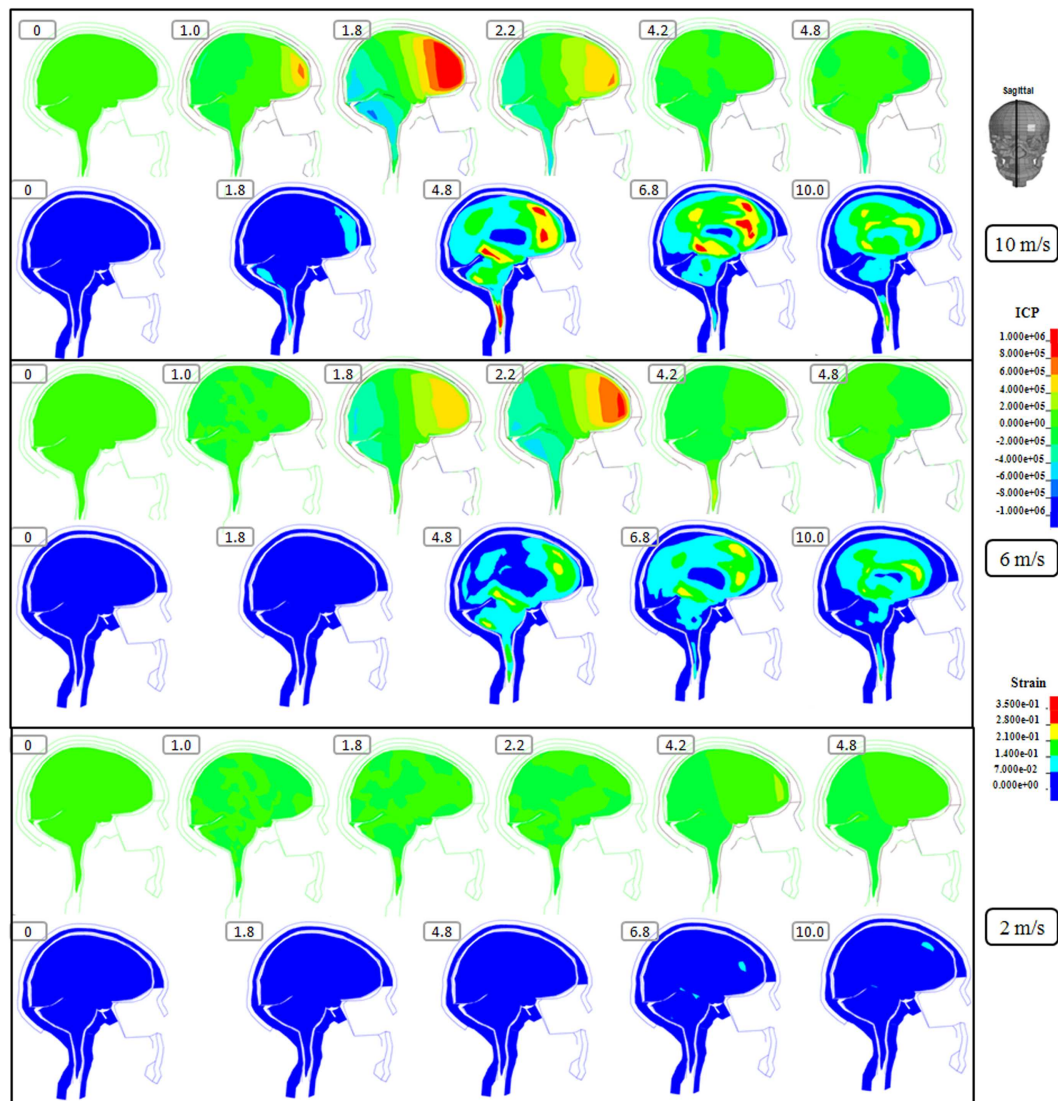 0 1.0 1.8 2.2 4.2 4.8
Sagittal
0 1.8 4.8 6.8 10.0
10 m/s
ICP
1.000e+06
8.000e+05
6.000e+05
4.000e+05
2.000e+05
0.000e+00
-2.000e+05
-4.000e+05
-6.000e+05
-8.000e+05
-1.000e+06
0 1.0 1.8 2.2 4.2 4.8
0 1.8 4.8 6.8 10.0
6 m/s
Strain
3.500e-01
2.800e-01
2.100e-01
1.400e-01
7.000e-02
0.000e+00
0 1.0 1.8 2.2 4.2 4.8
0 1.8 4.8 6.8 10.0
2 m/s